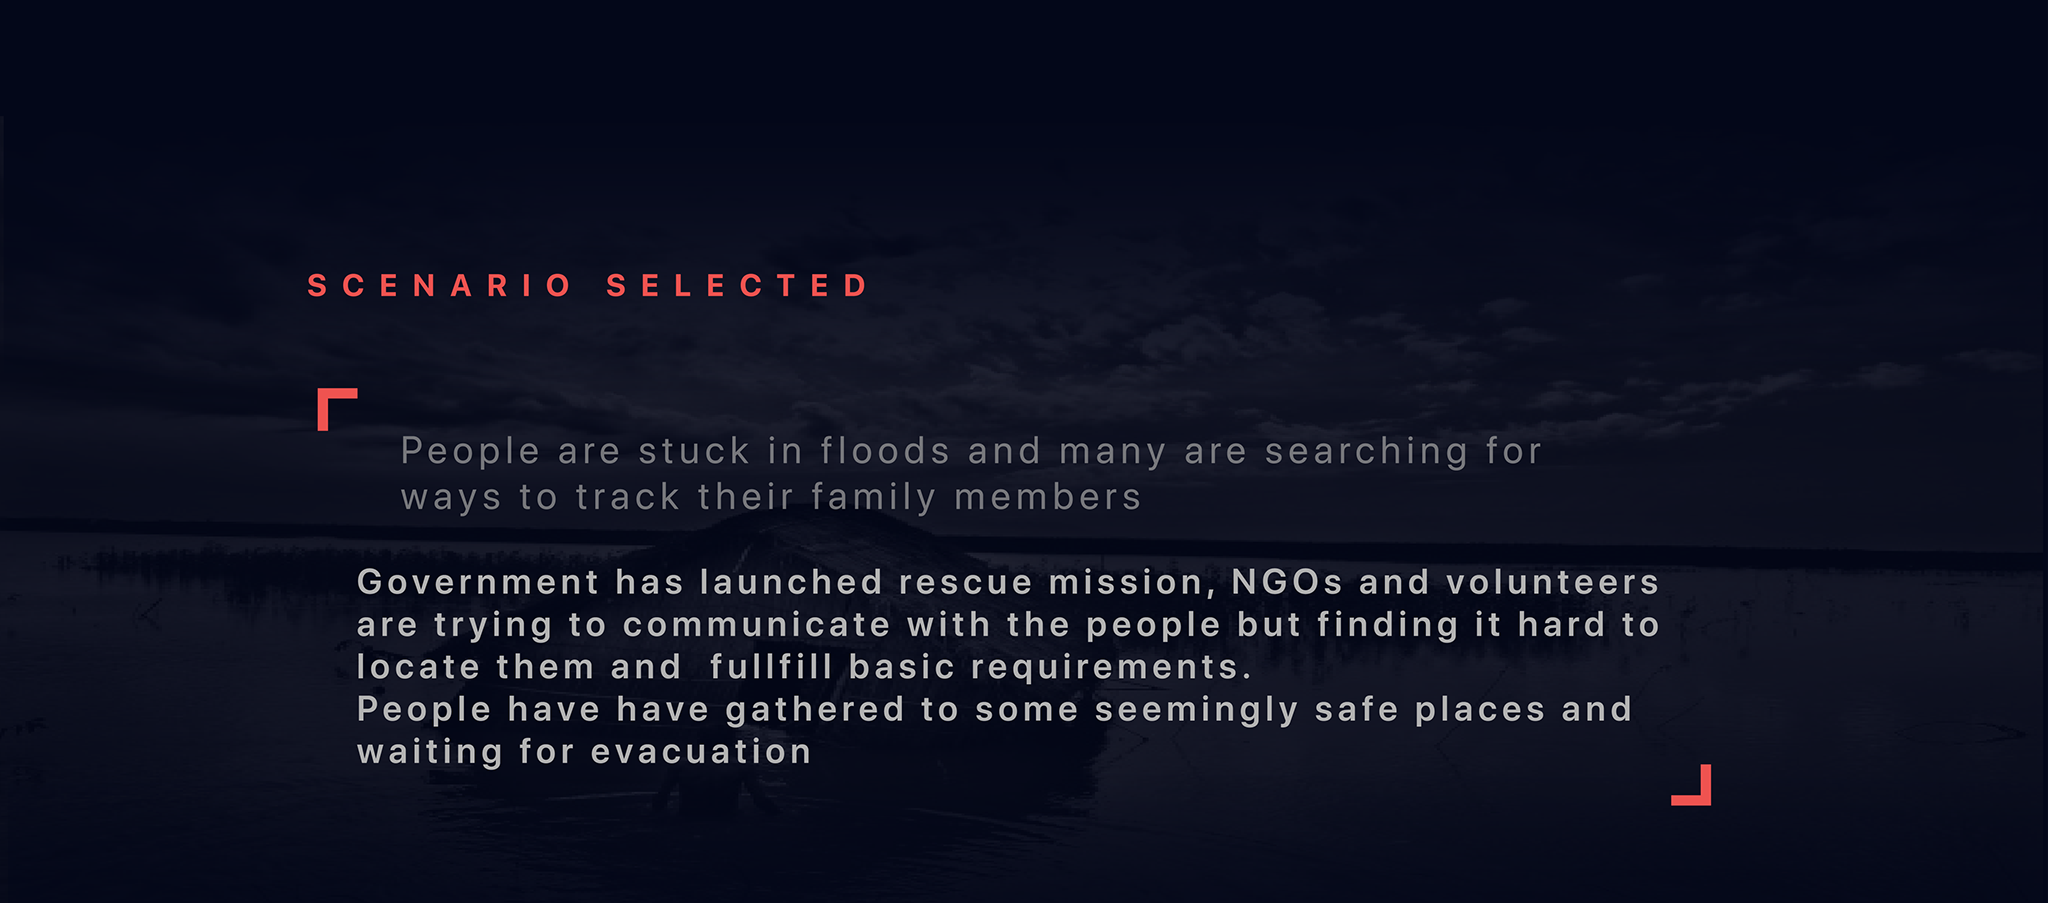 SCENARIO SELECTED
People are stuck in floods and many are searching for
ways to track their family members
Government has launched rescue mission, NGOs and volunteers
are trying to communicate with the people but finding it hard to
locate them and  fullfill basic requirements.
People have have gathered to some seemingly safe places and
waiting for evacuation